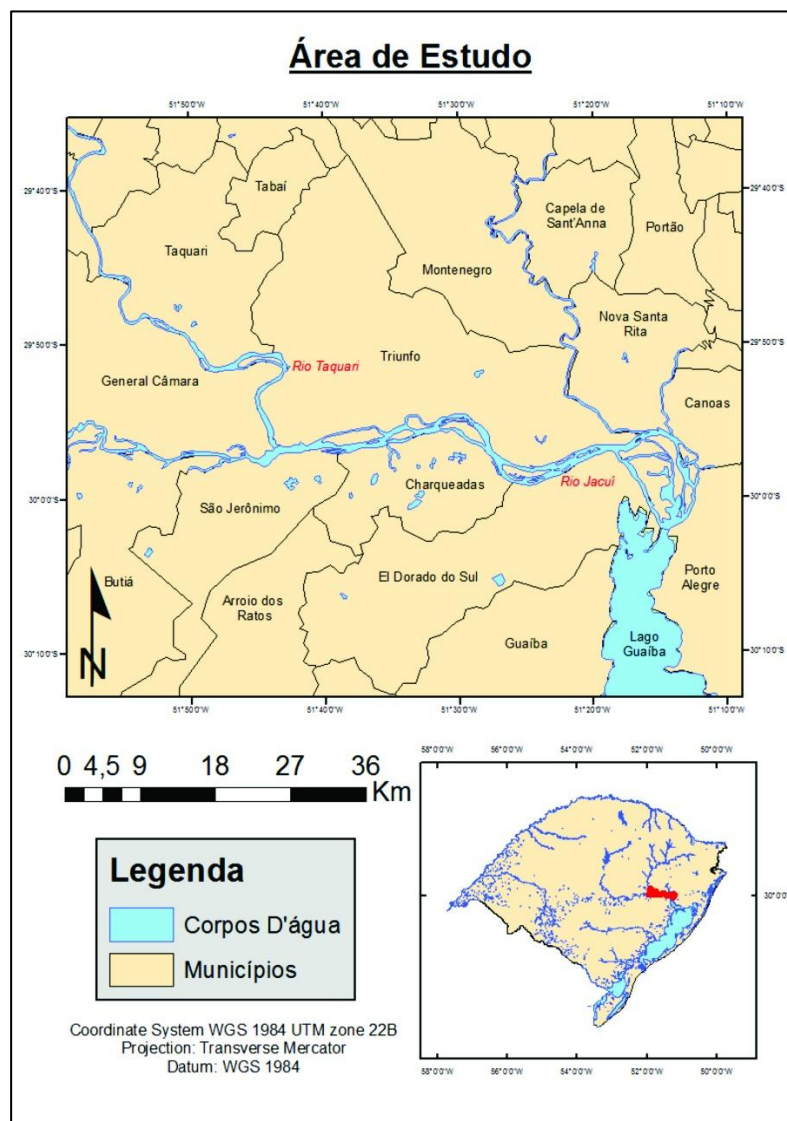 Área de Estudo
51°50'0"W
51°40'0"W
51°30'0"W
51°20'0"W
51°10'0"W
29°40'0"S
29°40'0"S
Tabaí
Capela de
Sant'Anna
Portão
Taquari
Montenegro
Nova Santa
Rita
29°50'0"S
29°50'0"S
Rio Taquari
Triunfo
General Câmara
Canoas
Charqueadas
Rio Jacuí
30°0'0"S
30°0'0"S
São Jerônimo
Butiá
El Dorado do Sul
Porto
Alegre
Arroio dos
Ratos
Guaíba
Lago
Guaíba
N
30°10'0"S
30°10'0"S
51°50'0"W
51°40'0"W
51°30'0"W
51°20'0"W
51°10'0"W
0 4,5 9 18 27 36
Km
58°0'0"W
56°0'0"W
54°0'0"W
52°0'0"W
50°0'0"W
Legenda
Corpos D'água
Municípios
Coordinate System WGS 1984 UTM zone 22B
Projection: Transverse Mercator
Datum: WGS 1984
58°0'0"W
56°0'0"W
54°0'0"W
52°0'0"W
50°0'0"W